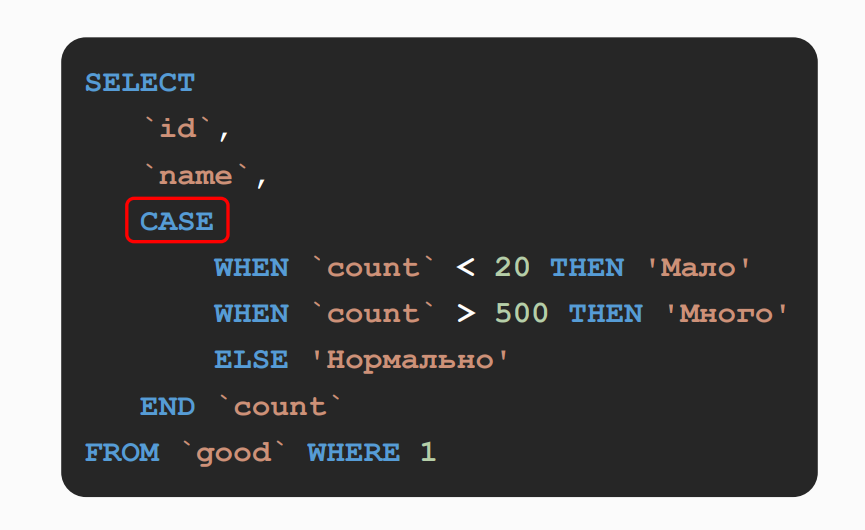 SELECT
`id`,
`name`,
CASE
WHEN `count` < 20 THEN 'Мало'
WHEN `count` > 500 THEN 'Много'
ELSE 'Нормально'
END `count`
FROM `good` WHERE 1